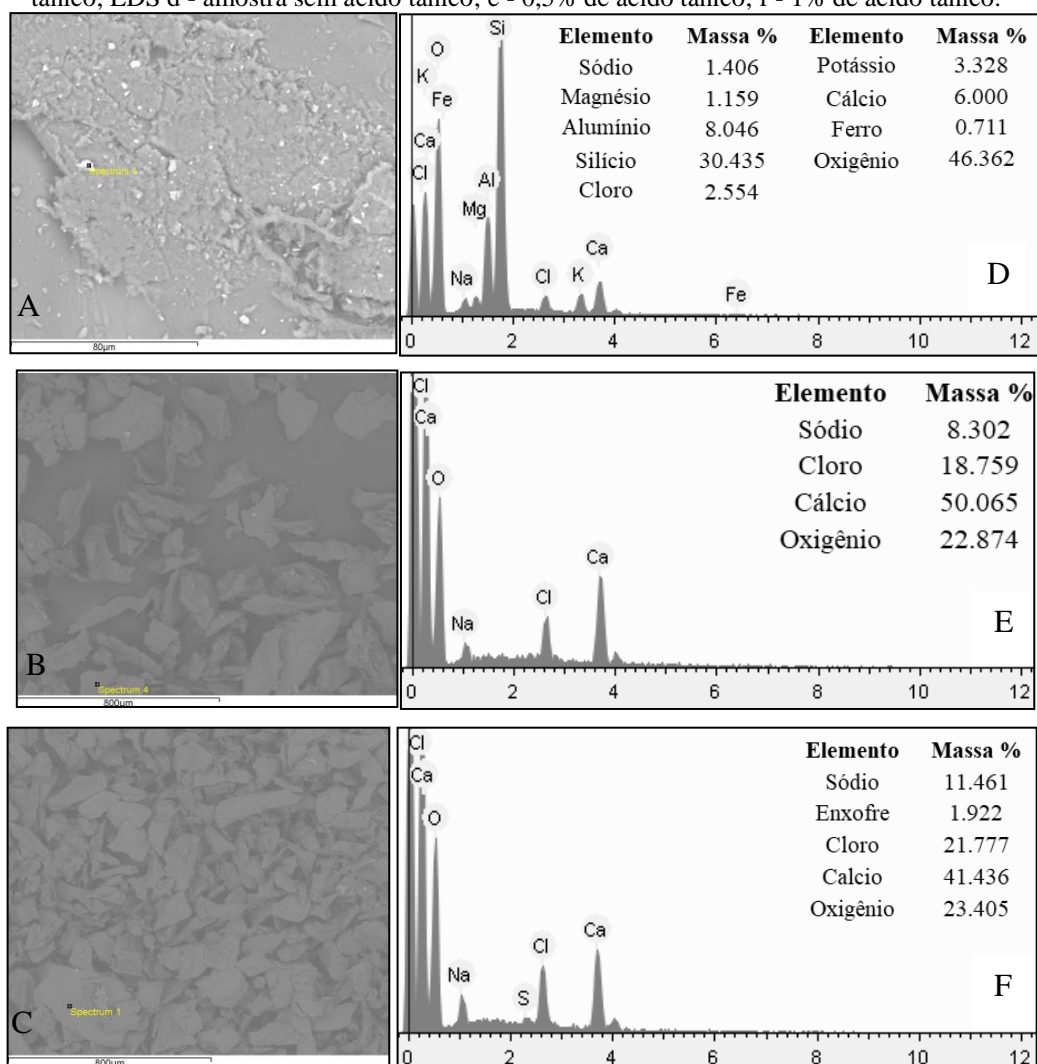 tânico; EDS d - amostra sem ácido tânico; e - 0,5% de ácido tânico; f - 1% de ácido tânico.
A
Spectrum
80µm
Si
O
K
Fe
Ca
Cl
Al
Mg
Na
Cl
K
Ca
Fe
Elemento Massa % Elemento Massa %
Sódio 1.406 Potássio 3.328
Magnésio 1.159 Cálcio 6.000
Alumínio 8.046 Ferro 0.711
Silício 30.435 Oxigênio 46.362
Cloro 2.554
D
0 2 4 6 8 10 12
B
Spectrum 4
800µm
Cl
Ca
O
Na
Cl
Ca
Elemento Massa %
Sódio 8.302
Cloro 18.759
Cálcio 50.065
Oxigênio 22.874
E
0 2 4 6 8 10 12
C
Spectrum 1
800µm
Cl
Ca
O
Na
S
Cl
Ca
Elemento Massa %
Sódio 11.461
Enxofre 1.922
Cloro 21.777
Calcio 41.436
Oxigênio 23.405
F
0 2 4 6 8 10 12